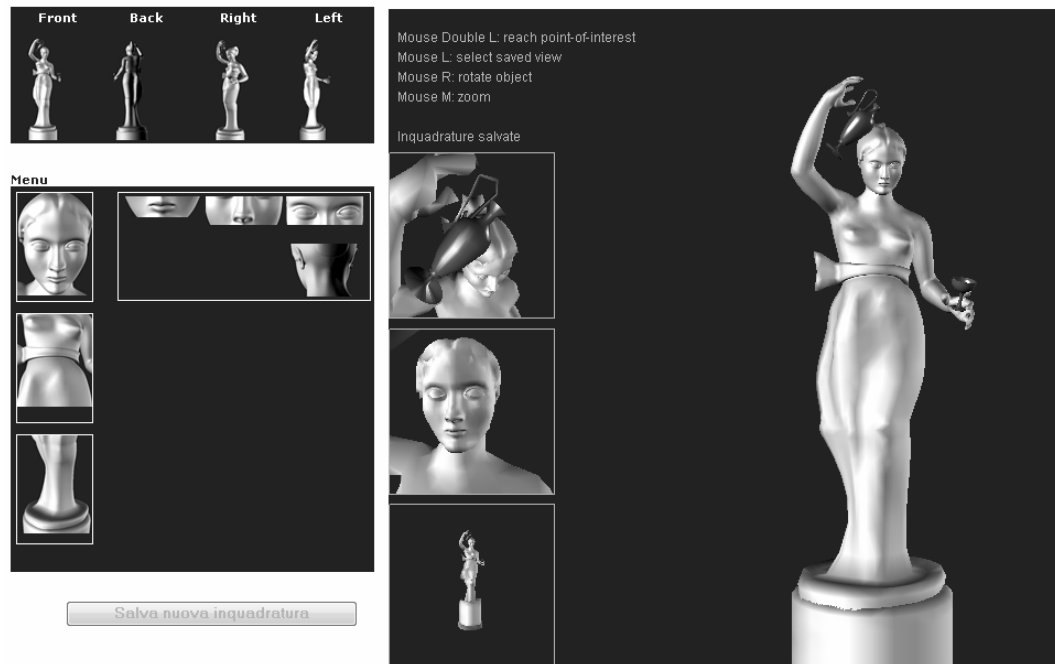 Front Back Right Left
Menu
Salva nuova inquadratura
Mouse Double L: reach point-of-interest
Mouse L: select saved view
Mouse R: rotate object
Mouse M: zoom
Inquadrature salvate